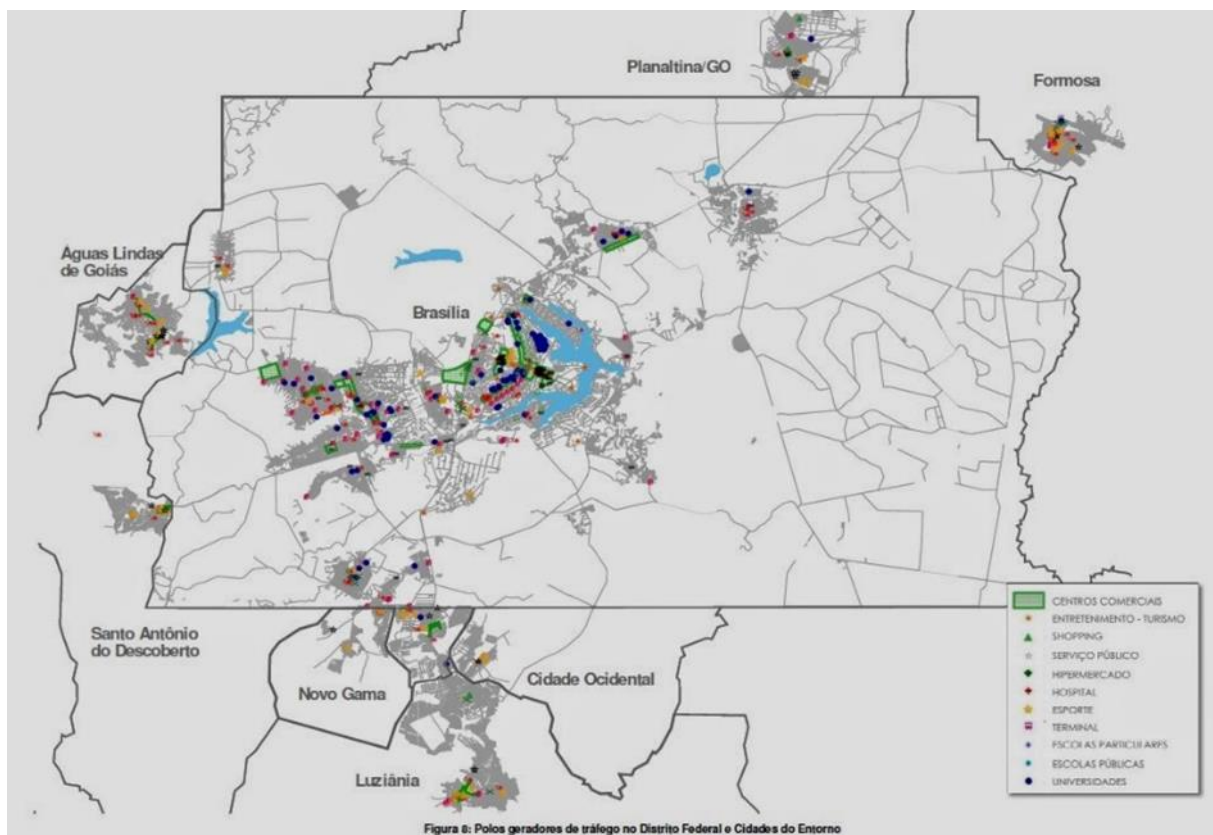 Planaltina/GO
Formosa
Águas Lindas
de Goiás
Brasília
Santo Antônio
do Descoberto
Novo Gama
Cidade Ocidental
Luziânia
CENTROS COMERCIAIS
ENTRETENIMENTO - TURISMO
SHOPPING
SERVIÇO PÚBLICO
HIPERMERCADO
HOSPITAL
ESPORTE
TERMINAL
ESCOLAS PARTICULARES
ESCOLAS PÚBLICAS
UNIVERSIDADES
Figura 8: Polos geradores de tráfego no Distrito Federal e Cidades do Entorno